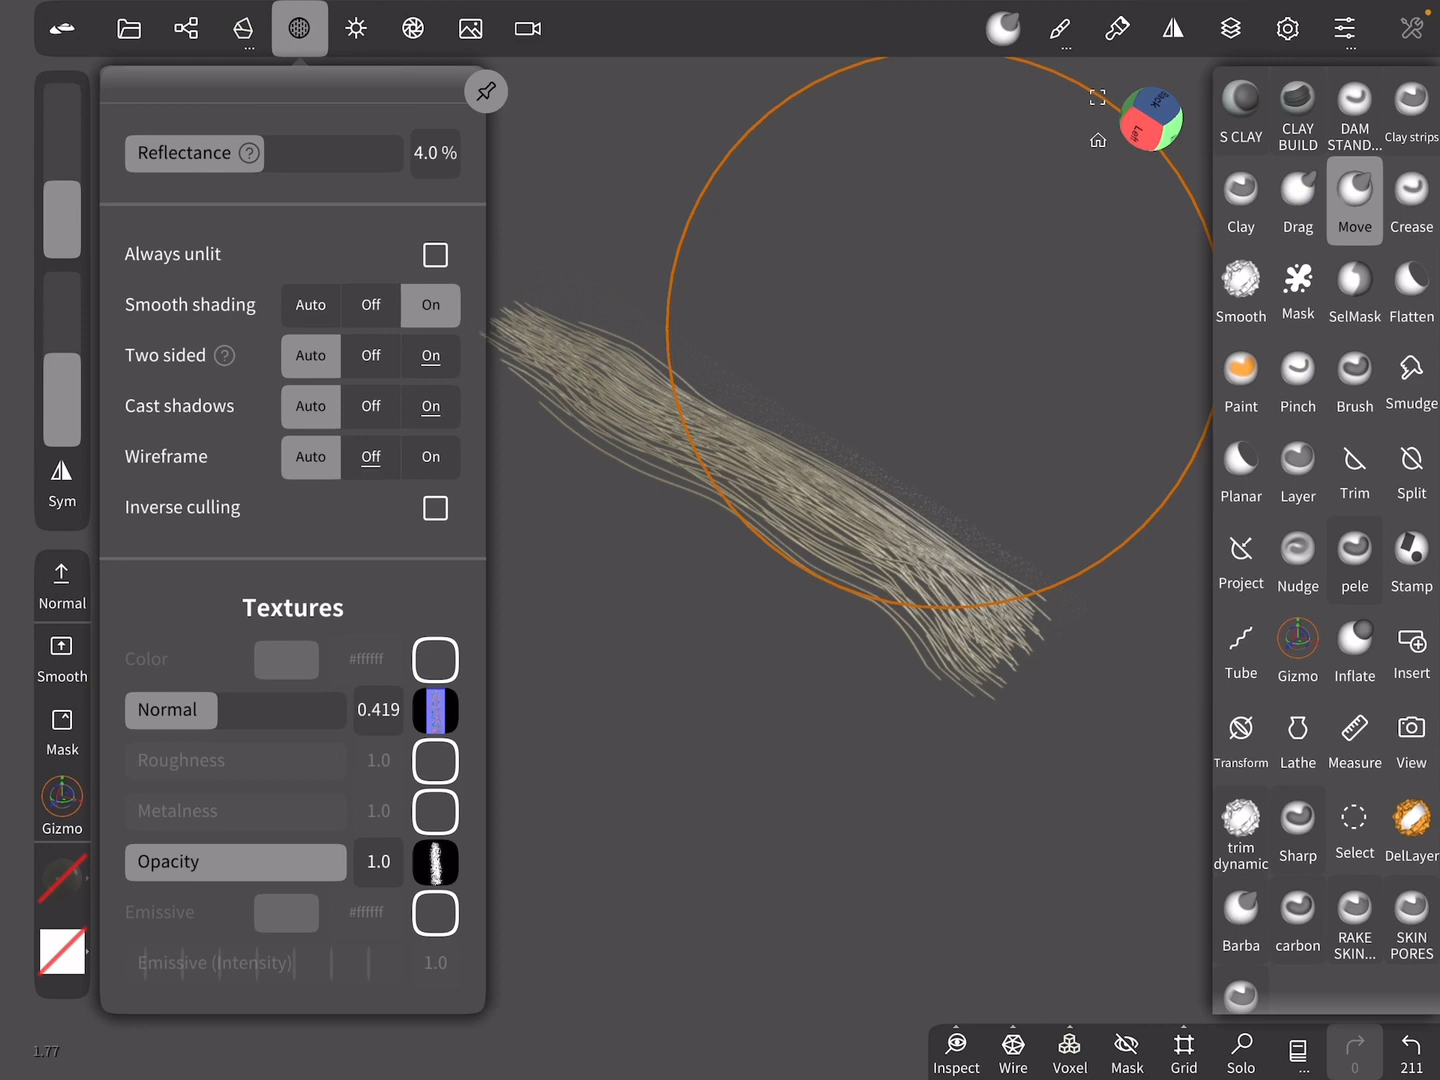 Reflectance ?
4.0 %
Always unlit
Smooth shading Auto Off On
Two sided ? Auto Off On
Cast shadows Auto Off On
Wireframe Auto Off On
Inverse culling
Textures
Color #ffffff
Normal 0.419
Roughness 1.0
Metalness 1.0
Opacity 1.0
Emissive #ffffff
Emissive (Intensity) 1.0
Sym
Normal
Smooth
Mask
Gizmo
1.77
Back
Left
S CLAY
CLAY
BUILD
DAM
STAND...
Clay strips
Clay
Drag
Move
Crease
Smooth
Mask
SelMask
Flatten
Paint
Pinch
Brush
Smudge
Planar
Layer
Trim
Split
Project
Nudge
pele
Stamp
Tube
Gizmo
Inflate
Insert
Transform
Lathe
Measure
View
trim
dynamic
Sharp
Select
DelLayer
Barba
carbon
RAKE
SKIN...
SKIN
PORES
Inspect
Wire
Voxel
Mask
Grid
Solo
...
0
211